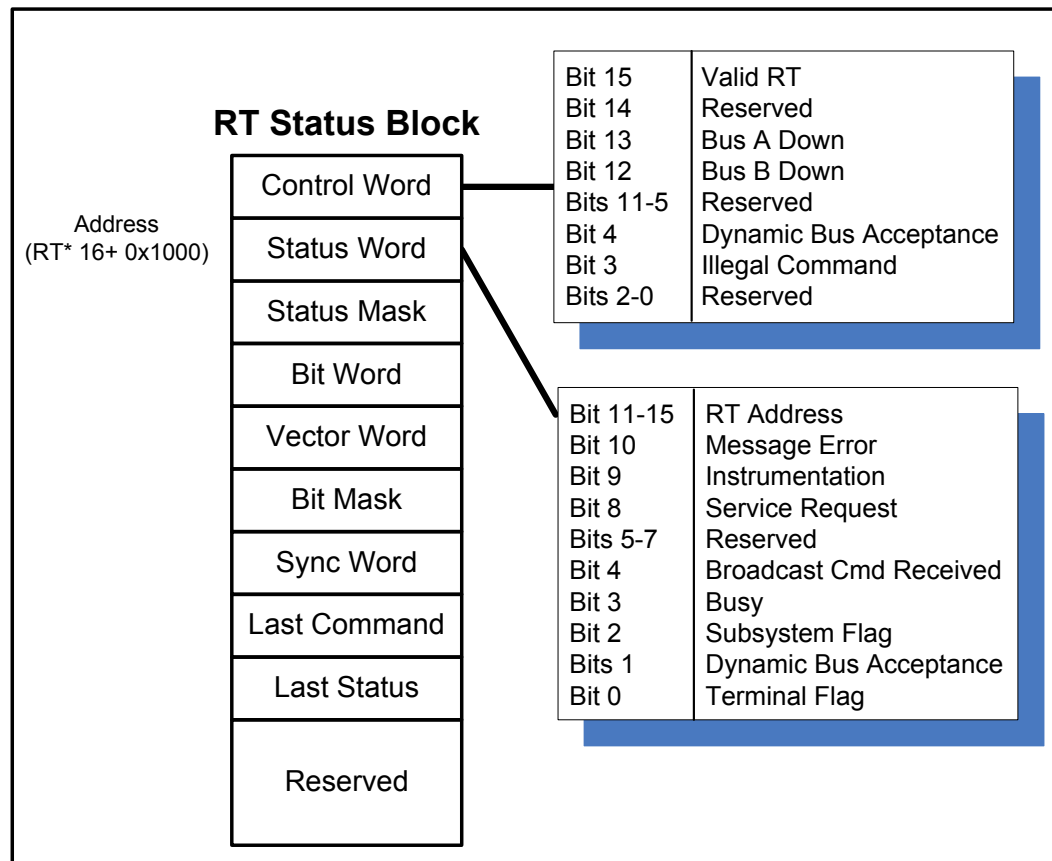 RT Status Block
Address
(RT* 16+ 0x1000)
Control Word
Status Word
Status Mask
Bit Word
Vector Word
Bit Mask
Sync Word
Last Command
Last Status
Reserved
Bit 15 Valid RT
Bit 14 Reserved
Bit 13 Bus A Down
Bit 12 Bus B Down
Bits 11-5 Reserved
Bit 4 Dynamic Bus Acceptance
Bit 3 Illegal Command
Bits 2-0 Reserved
Bit 11-15 RT Address
Bit 10 Message Error
Bit 9 Instrumentation
Bit 8 Service Request
Bits 5-7 Reserved
Bit 4 Broadcast Cmd Received
Bit 3 Busy
Bit 2 Subsystem Flag
Bits 1 Dynamic Bus Acceptance
Bit 0 Terminal Flag